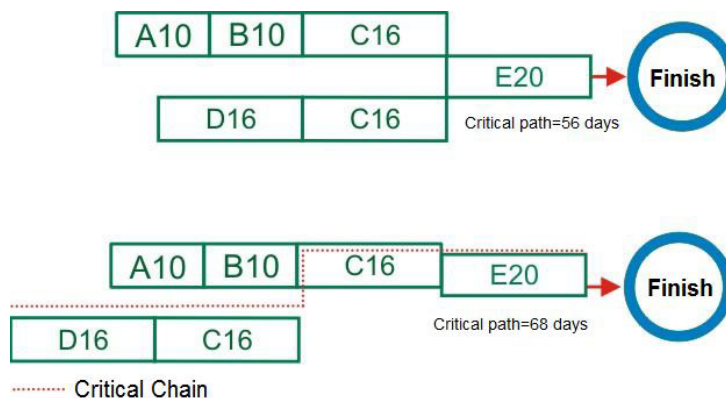 A10 B10 C16
E20 Finish
D16 C16
Critical path=56 days
A10 B10 C16
E20 Finish
D16 C16
Critical path=68 days
Critical Chain